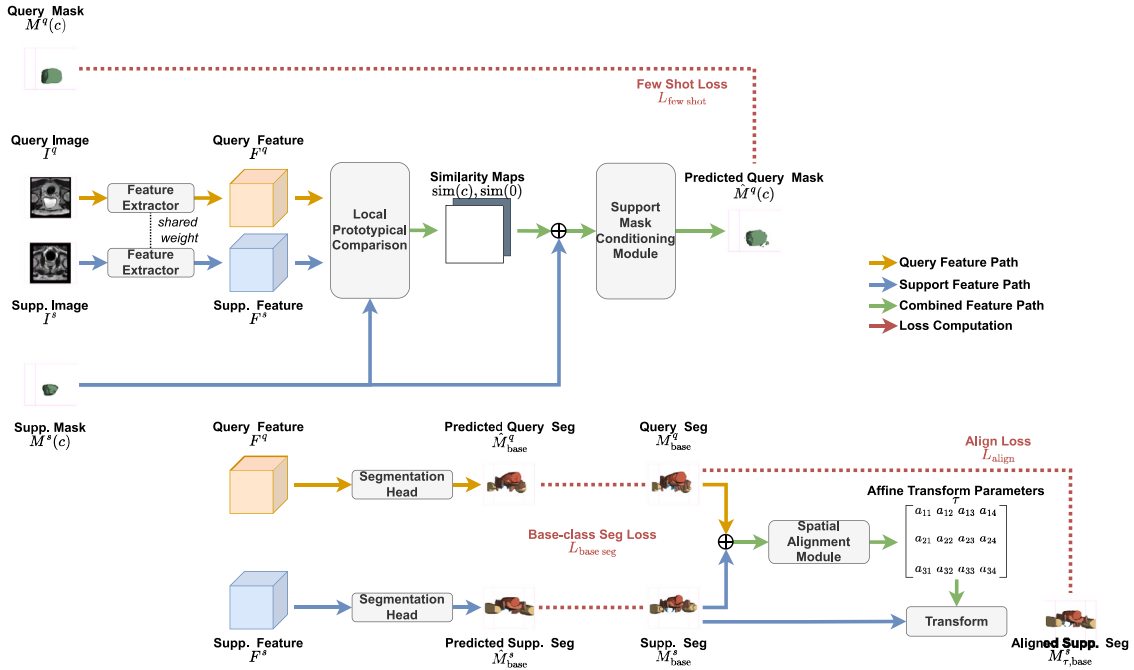 Query Mask
M^q(c)
Few Shot Loss
L_few shot
Query Image
I^q
Query Feature
F^q
Feature Extractor
shared weight
Feature Extractor
Supp. Image
I^s
Supp. Feature
F^s
Local Prototypical Comparison
Similarity Maps
sim(c), sim(0)
Support Mask Conditioning Module
Predicted Query Mask
M̂^q(c)
Query Feature Path
Support Feature Path
Combined Feature Path
Loss Computation
Supp. Mask
M^s(c)
Query Feature
F^q
Segmentation Head
Predicted Query Seg
M̂^q_base
Query Seg
M^q_base
Align Loss
L_align
Base-class Seg Loss
L_base seg
Spatial Alignment Module
Affine Transform Parameters
τ
a11 a12 a13 a14
a21 a22 a23 a24
a31 a32 a33 a34
Supp. Feature
F^s
Segmentation Head
Predicted Supp. Seg
M̂^s_base
Supp. Seg
M^s_base
Transform
Aligned Supp. Seg
M^s_τ,base